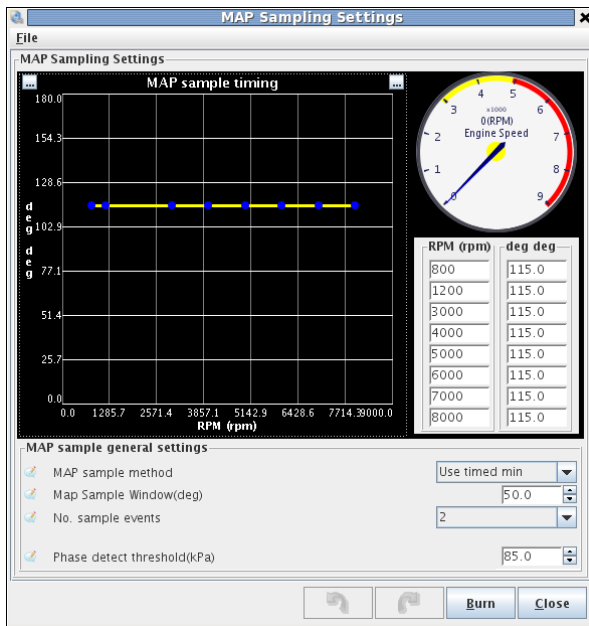 MAP Sampling Settings
File
MAP Sampling Settings
...
MAP sample timing
...
180.0
154.3
128.6
102.9
77.1
51.4
25.7
0.0
deg deg
0.0 1285.7 2571.4 3857.1 5142.9 6428.6 7714.39000.0
RPM (rpm)
0 1 2 3 4 5 6 7 8 9
x1000
0(RPM)
Engine Speed
RPM (rpm) deg deg
800 115.0
1200 115.0
3000 115.0
4000 115.0
5000 115.0
6000 115.0
7000 115.0
8000 115.0
MAP sample general settings
MAP sample method Use timed min
Map Sample Window(deg) 50.0
No. sample events 2
Phase detect threshold(kPa) 85.0
Burn Close